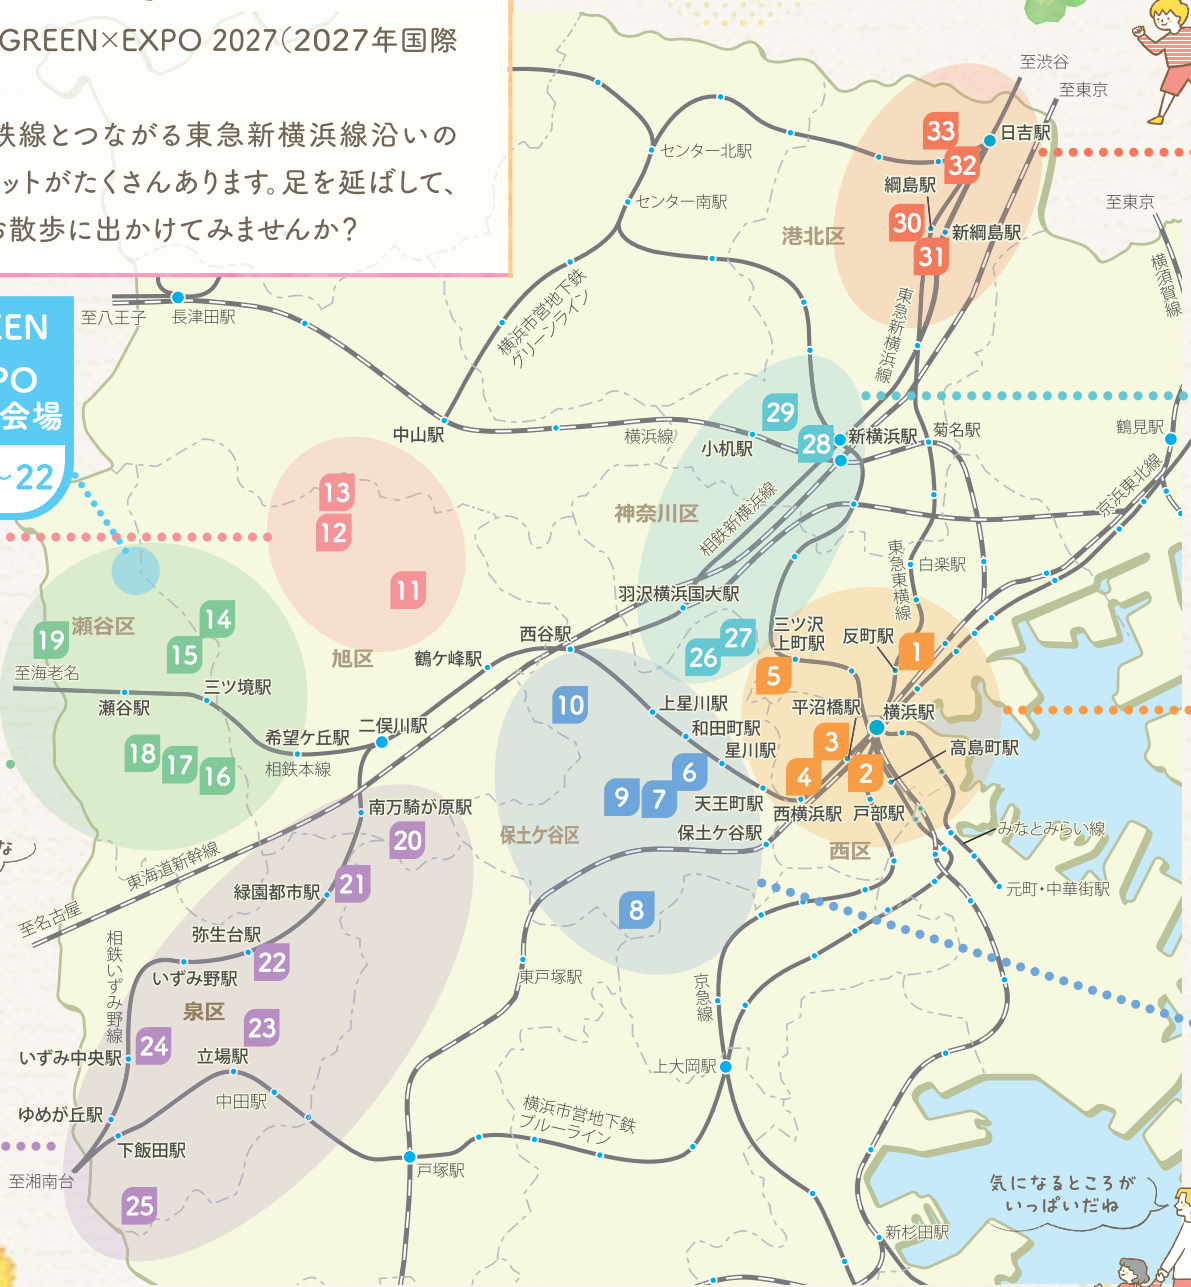 GREEN×EXPO 2027(2027年国際
鉄線とつながる東急新横浜線沿いの
ットがたくさんあります。足を延ばして、
お散歩に出かけてみませんか？
EEN
PO
会場
～22
至渋谷
至東京
日吉駅
33
32
綱島駅
30
新綱島駅
31
港北区
東急新横浜線
至東京
横須賀線
センター北駅
センター南駅
横浜市営地下鉄
グリーンライン
至八王子
長津田駅
中山駅
横浜線
小机駅
29
28
新横浜駅
菊名駅
鶴見駅
京浜東北線
神奈川区
相鉄新横浜線
東急東横線
白楽駅
羽沢横浜国大駅
27
26
13
12
11
旭区
瀬谷区
14
15
19
至海老名
瀬谷駅
三ツ境駅
18
17
16
希望ケ丘駅
相鉄本線
二俣川駅
鶴ケ峰駅
西谷駅
三ツ沢
上町駅
反町駅
1
5
平沼橋駅
横浜駅
3
2
4
高島町駅
西横浜駅
戸部駅
西区
みなとみらい線
元町・中華街駅
10
上星川駅
和田町駅
星川駅
6
7
9
天王町駅
保土ケ谷駅
保土ケ谷区
8
南万騎が原駅
20
21
緑園都市駅
東海道新幹線
至名古屋
弥生台駅
22
いずみ野駅
相鉄いずみ野線
泉区
23
24
いずみ中央駅
立場駅
中田駅
ゆめが丘駅
下飯田駅
至湘南台
25
東戸塚駅
京急線
上大岡駅
横浜市営地下鉄
ブルーライン
戸塚駅
新杉田駅
気になるところが
いっぱいだね
な